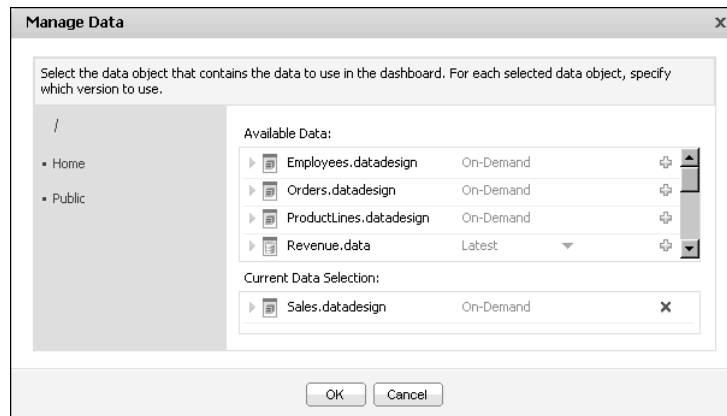 Manage Data
x
Select the data object that contains the data to use in the dashboard. For each selected data object, specify
which version to use.
/
Available Data:
Employees.datadesign On-Demand
▪ Home
Orders.datadesign On-Demand
▪ Public
ProductLines.datadesign On-Demand
Revenue.data Latest
Current Data Selection:
Sales.datadesign On-Demand
OK Cancel